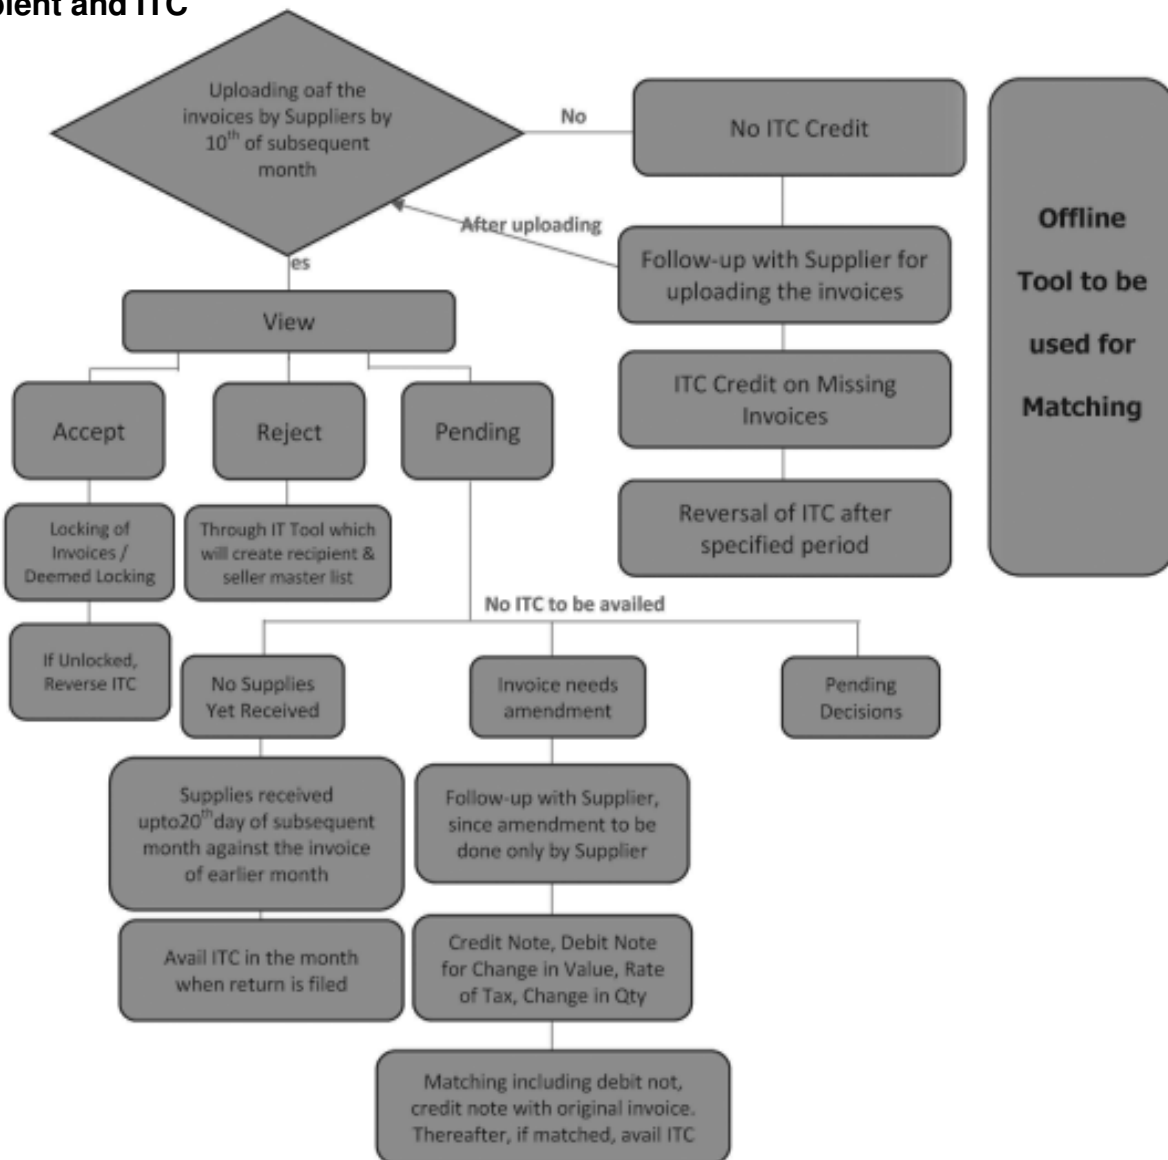 pient and ITC
Uploading oaf the
invoices by Suppliers by
10th of subsequent
month
No
No ITC Credit
After uploading
Follow-up with Supplier for
uploading the invoices
es
View
ITC Credit on Missing
Invoices
Accept
Reject
Pending
Reversal of ITC after
specified period
Offline
Tool to be
used for
Matching
Locking of
Invoices /
Deemed Locking
Through IT Tool which
will create recipient &
seller master list
No ITC to be availed
If Unlocked,
Reverse ITC
No Supplies
Yet Received
Invoice needs
amendment
Pending
Decisions
Supplies received
upto20th day of subsequent
month against the invoice
of earlier month
Follow-up with Supplier,
since amendment to be
done only by Supplier
Avail ITC in the month
when return is filed
Credit Note, Debit Note
for Change in Value, Rate
of Tax, Change in Qty
Matching including debit not,
credit note with original invoice.
Thereafter, if matched, avail ITC